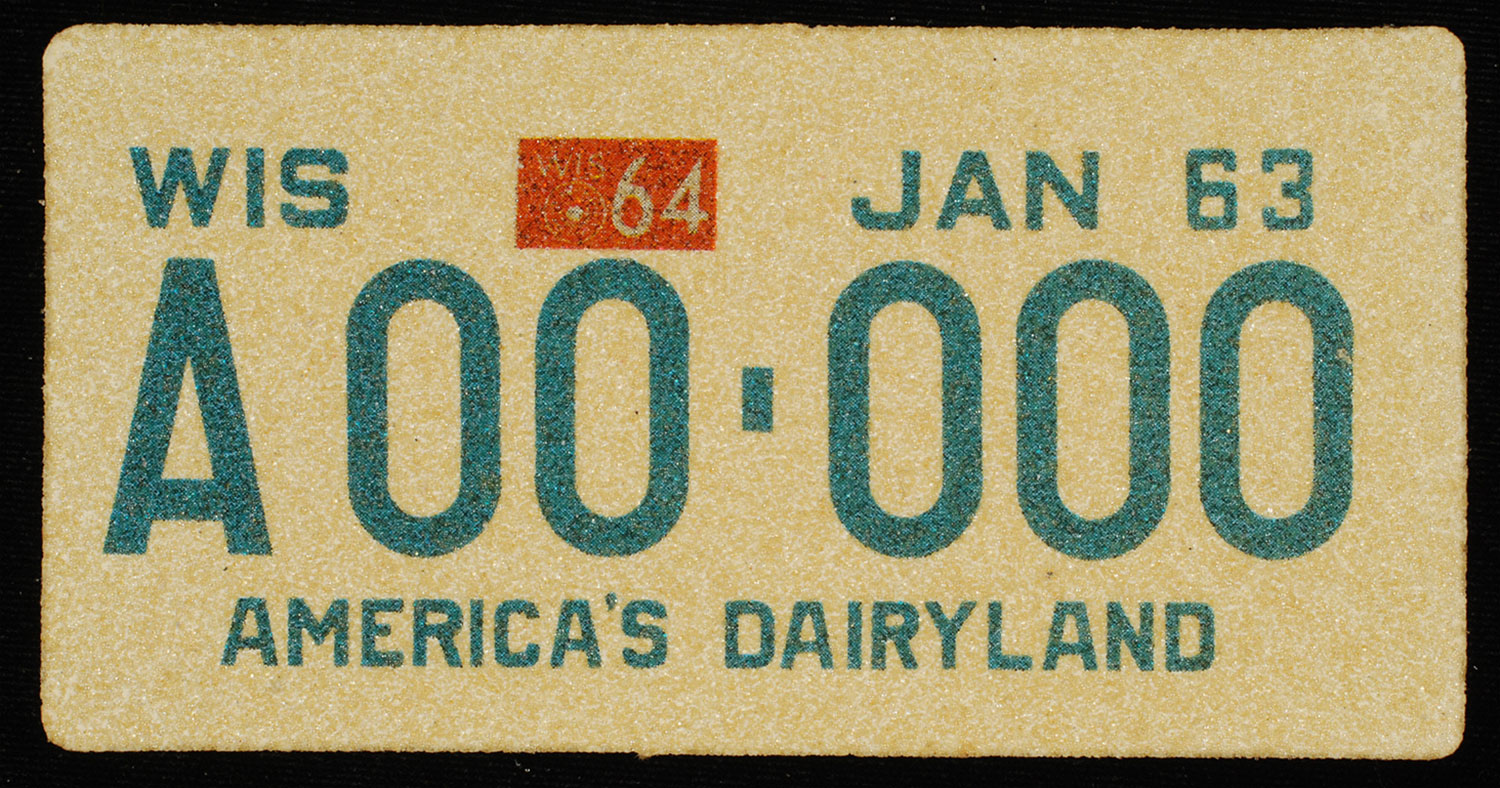 WIS WIS 64 JAN 63
A00-000
AMERICA'S DAIRYLAND